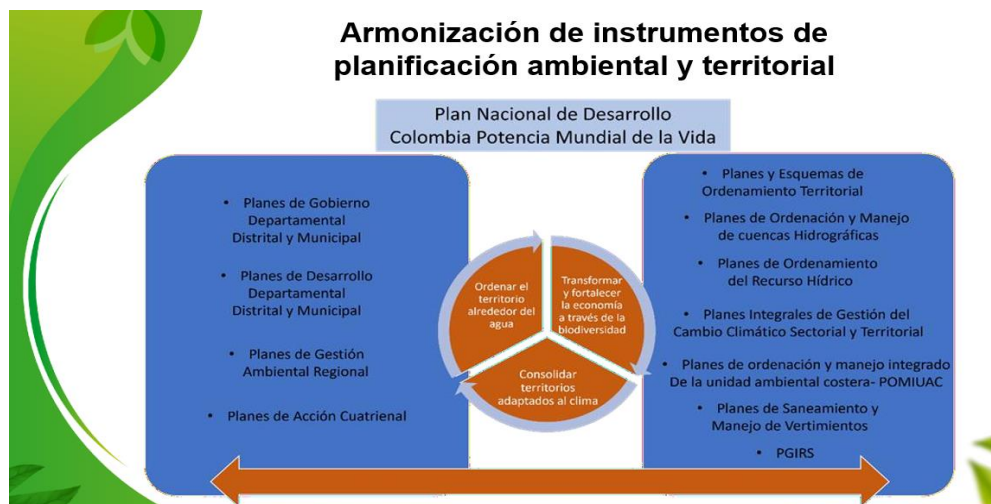 Armonización de instrumentos de
planificación ambiental y territorial
Plan Nacional de Desarrollo
Colombia Potencia Mundial de la Vida
• Planes de Gobierno
Departamental
Distrital y Municipal
• Planes de Desarrollo
Departamental
Distrital y Municipal
• Planes de Gestión
Ambiental Regional
• Planes de Acción Cuatrienal
Ordenar el
territorio
alrededor del
agua
Transformar
y fortalecer
la economía
a través de la
biodiversidad
Consolidar
territorios
adaptados al clima
• Planes y Esquemas de
Ordenamiento Territorial
• Planes de Ordenación y Manejo
de cuencas Hidrográficas
• Planes de Ordenamiento
del Recurso Hídrico
• Planes Integrales de Gestión del
Cambio Climático Sectorial y Territorial
• Planes de ordenación y manejo integrado
De la unidad ambiental costera- POMIUAC
• Planes de Saneamiento y
Manejo de Vertimientos
• PGIRS